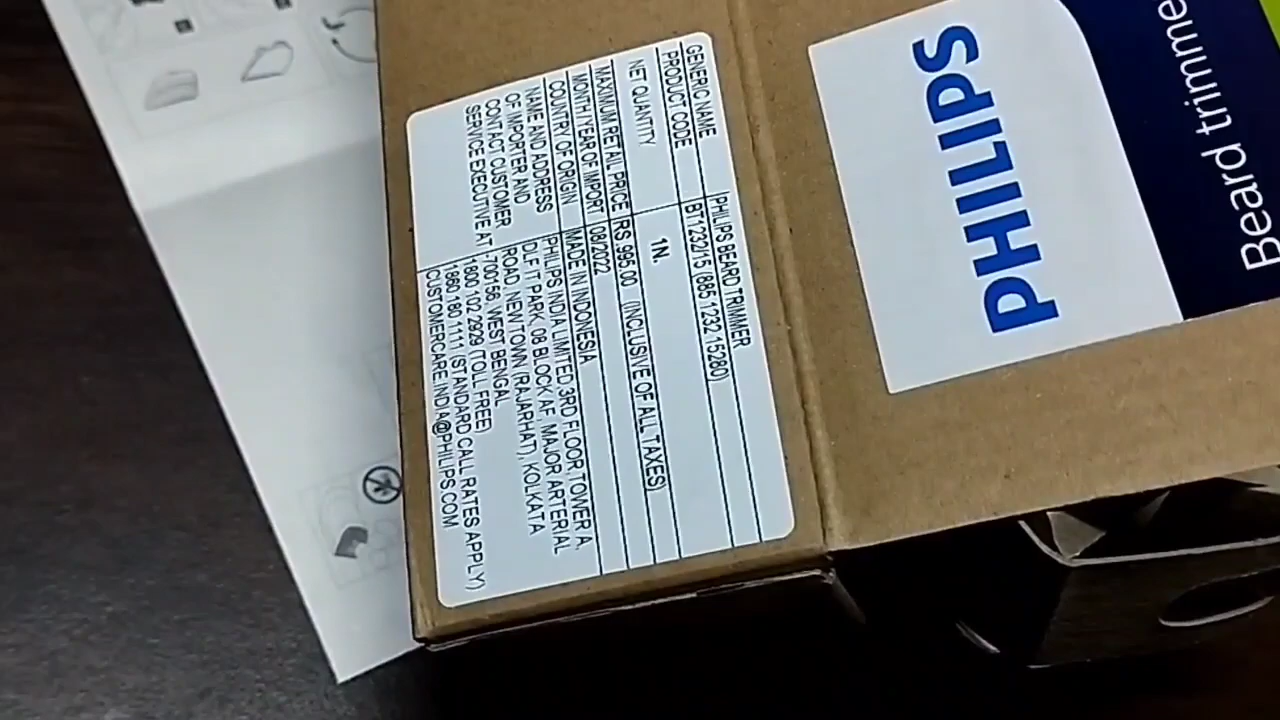 GENERIC NAME PHILIPS BEARD TRIMMER
PRODUCT CODE BT1232/15 (885 1232 15280)
NET QUANTITY 1N.
MAXIMUM RETAIL PRICE RS.995.00 (INCLUSIVE OF ALL TAXES)
MONTH/YEAR OF IMPORT 08/2022
COUNTRY OF ORIGIN MADE IN INDONESIA
NAME AND ADDRESS PHILIPS INDIA LIMITED 3RD FLOOR, TOWER A,
OF IMPORTER AND DLF IT PARK, 08 BLOCK AF, MAJOR ARTERIAL
CONTACT CUSTOMER ROAD, NEW TOWN (RAJARHAT), KOLKATA
SERVICE EXECUTIVE AT -700156, WEST BENGAL
1800 102 2929 (TOLL FREE)
1860 180 1111 (STANDARD CALL RATES APPLY)
CUSTOMERCARE.INDIA@PHILIPS.COM
PHILIPS
Beard trimme